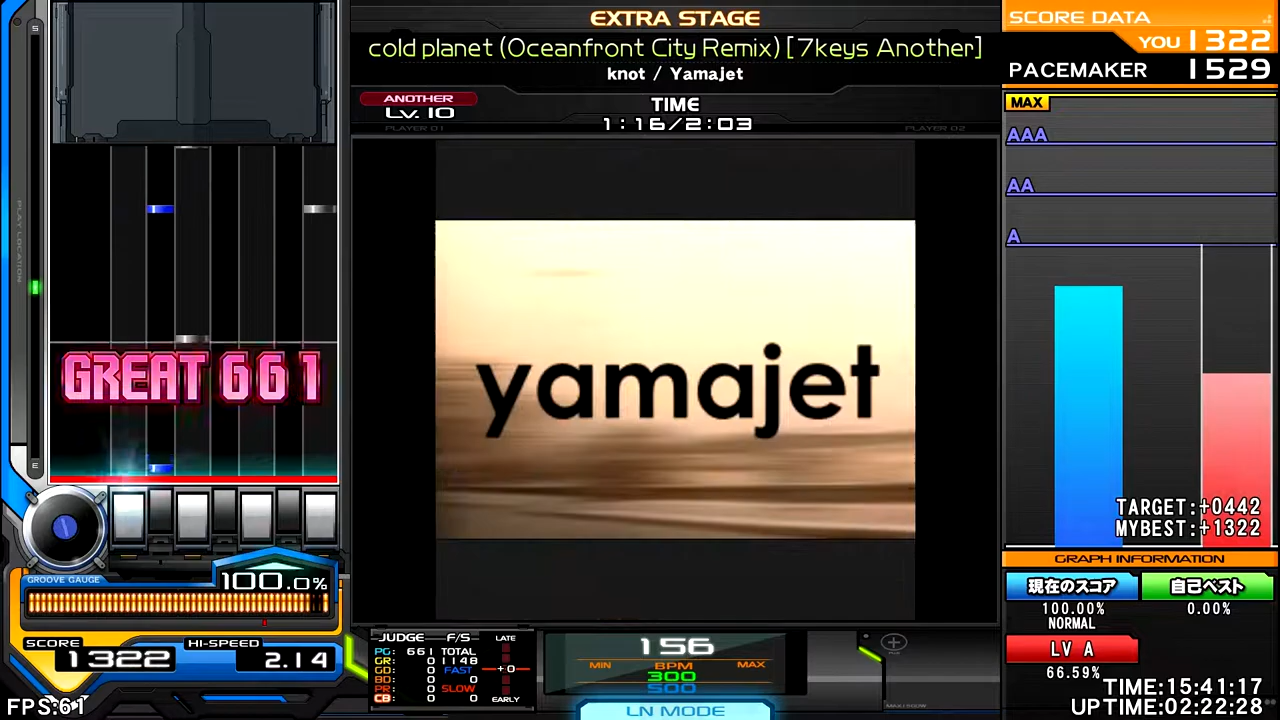 EXTRA STAGE
cold planet (Oceanfront City Remix) [7keys Another]
knot / Yamajet
ANOTHER
LV. 10
TIME
1:16/2:03
PLAYER 01
PLAYER 02
SCORE DATA
YOU 1322
PACEMAKER 1529
MAX
AAA
AA
A
S
PLAY LOCATION
E
GREAT 661
yamajet
TARGET:+0442
MYBEST:+1322
GRAPH INFORMATION
現在のスコア
自己ベスト
100.00%
0.00%
NORMAL
LV A
66.59%
TIME:15:41:17
UP TIME:02:22:28
GROOVE GAUGE
100.0%
SCORE
1322
HI-SPEED
2.14
FPS:61
JUDGE F/S LATE
PG: 661 TOTAL
GR: 0 1148
GD: 0 FAST
BD: 0 0
PR: 0 SLOW
CB: 0 0
+0
EARLY
156
MIN BPM MAX
300
500
LN MODE